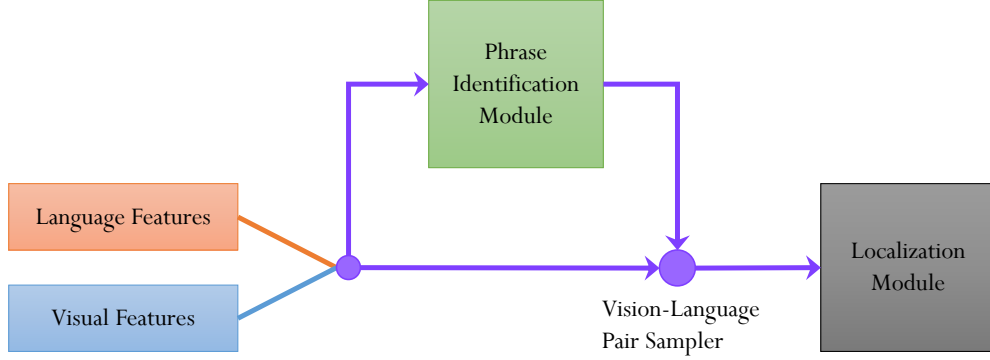 Phrase
Identification
Module
Language Features
Visual Features
Localization
Module
Vision-Language
Pair Sampler